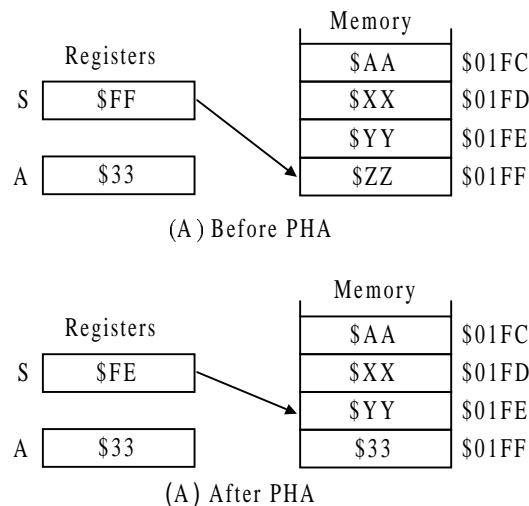 Memory
Registers
$AA $01FC
S $FF $XX $01FD
$YY $01FE
A $33 $ZZ $01FF
(A) Before PHA
Memory
Registers
$AA $01FC
S $FE $XX $01FD
$YY $01FE
A $33 $33 $01FF
(A) After PHA